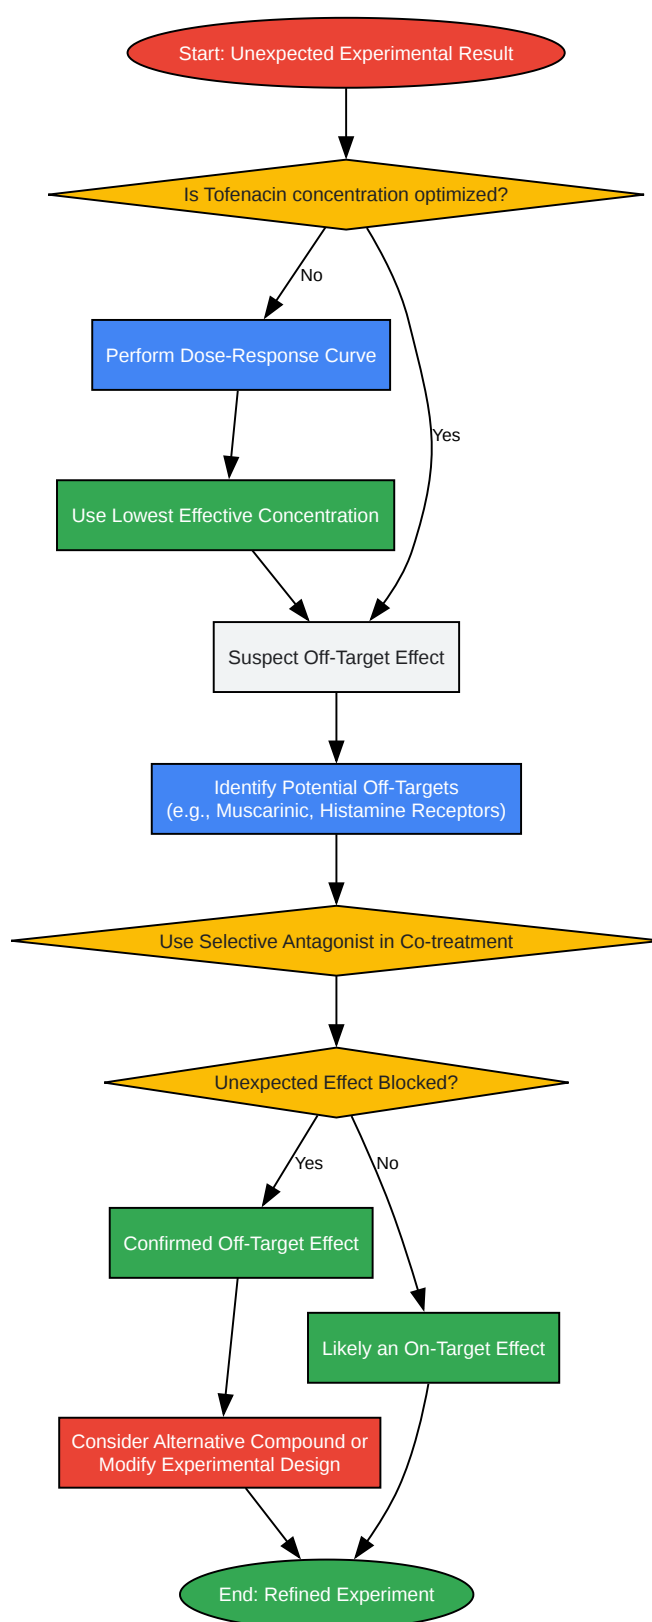 Start: Unexpected Experimental Result
Is Tofenacin concentration optimized?
No
Perform Dose-Response Curve
Yes
Use Lowest Effective Concentration
Suspect Off-Target Effect
Identify Potential Off-Targets
(e.g., Muscarinic, Histamine Receptors)
Use Selective Antagonist in Co-treatment
Unexpected Effect Blocked?
Yes
No
Confirmed Off-Target Effect
Likely an On-Target Effect
Consider Alternative Compound or
Modify Experimental Design
End: Refined Experiment